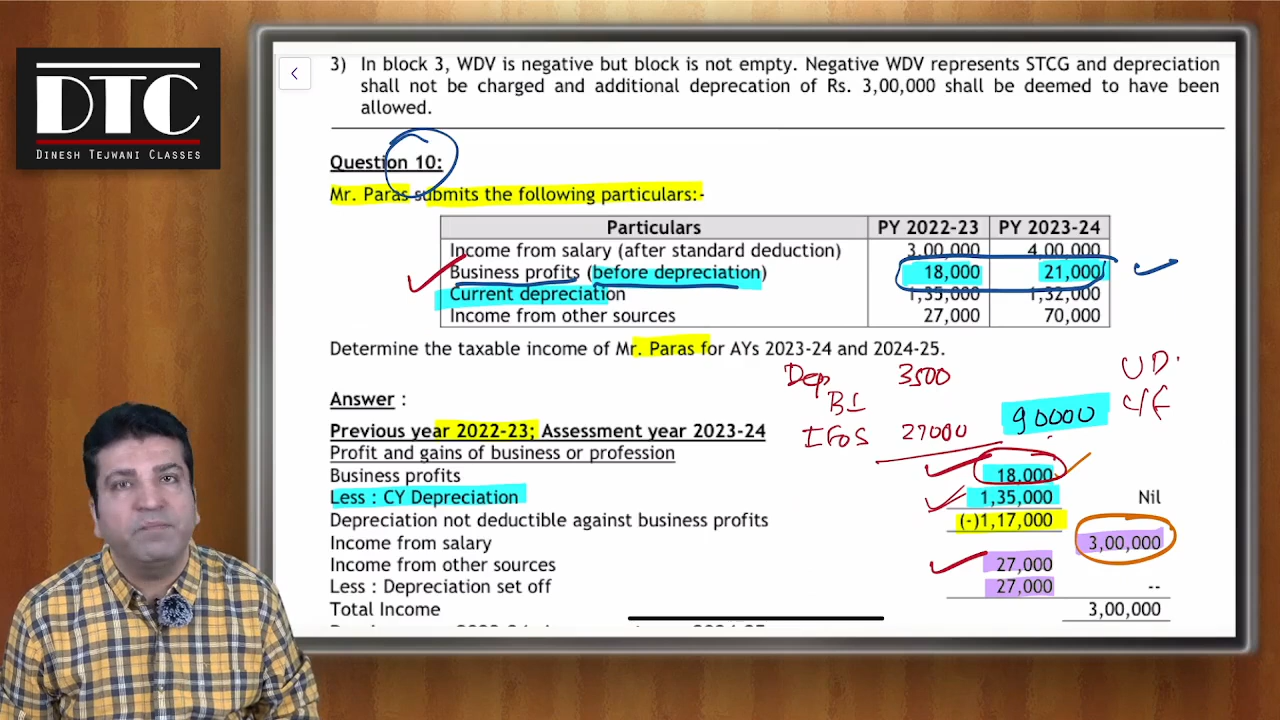 DTC
DINESH TEJWANI CLASSES
3) In block 3, WDV is negative but block is not empty. Negative WDV represents STCG and depreciation
shall not be charged and additional deprecation of Rs. 3,00,000 shall be deemed to have been
allowed.
Question 10:
Mr. Paras submits the following particulars:-
Particulars PY 2022-23 PY 2023-24
Income from salary (after standard deduction) 3,00,000 4,00,000
Business profits (before depreciation) 18,000 21,000
Current depreciation 1,35,000 1,32,000
Income from other sources 27,000 70,000
Determine the taxable income of Mr. Paras for AYs 2023-24 and 2024-25.
Dep 3500 UD.
Answer :
BI 90000 C/F
Previous year 2022-23; Assessment year 2023-24 IFOS 27000
Profit and gains of business or profession
Business profits 18,000
Less : CY Depreciation 1,35,000 Nil
Depreciation not deductible against business profits (-)1,17,000
Income from salary 3,00,000
Income from other sources 27,000
Less : Depreciation set off 27,000 --
Total Income 3,00,000